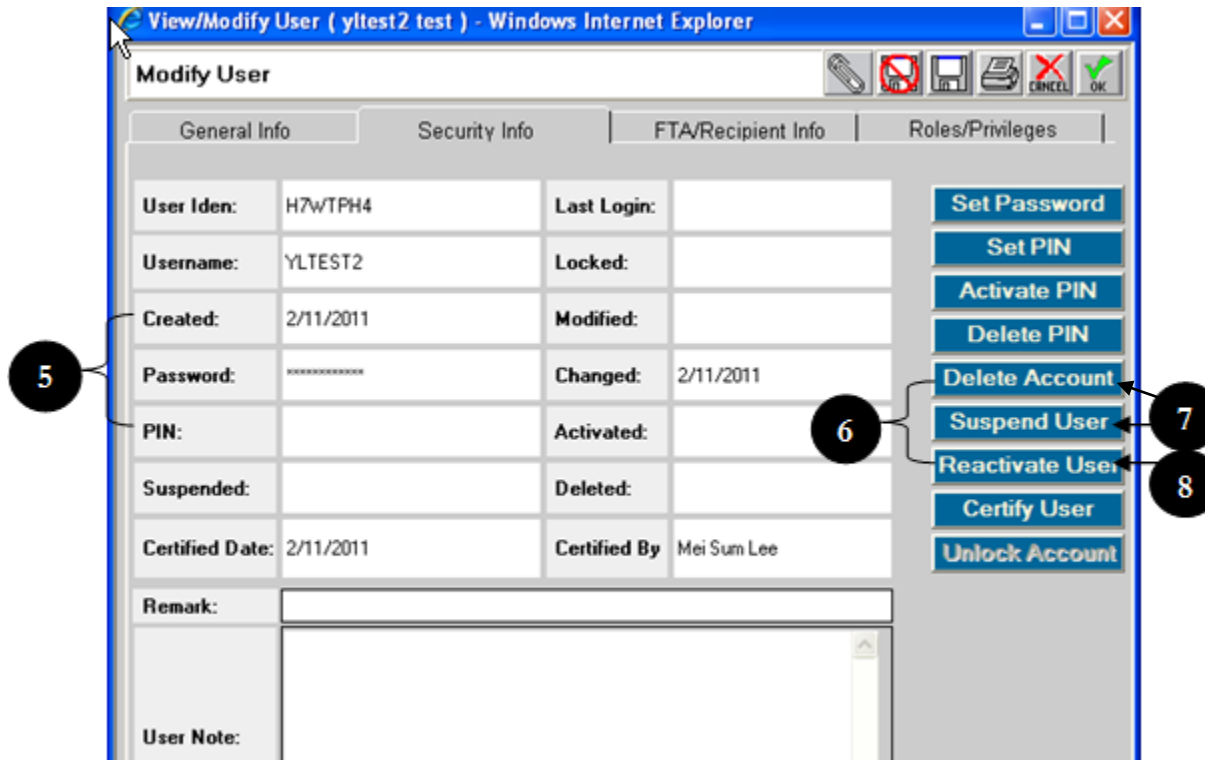 View/Modify User ( yltest2 test ) - Windows Internet Explorer
Modify User
CANCEL
OK
General Info
Security Info
FTA/Recipient Info
Roles/Privileges
User Iden: H7WTPH4 Last Login:
Set Password
Username: YLTEST2 Locked:
Set PIN
Activate PIN
Created: 2/11/2011 Modified:
Delete PIN
5
Password: ************ Changed: 2/11/2011
Delete Account
7
6
Suspend User
PIN: Activated:
Reactivate User
8
Suspended: Deleted:
Certify User
Certified Date: 2/11/2011 Certified By Mei Sum Lee
Unlock Account
Remark:
User Note: